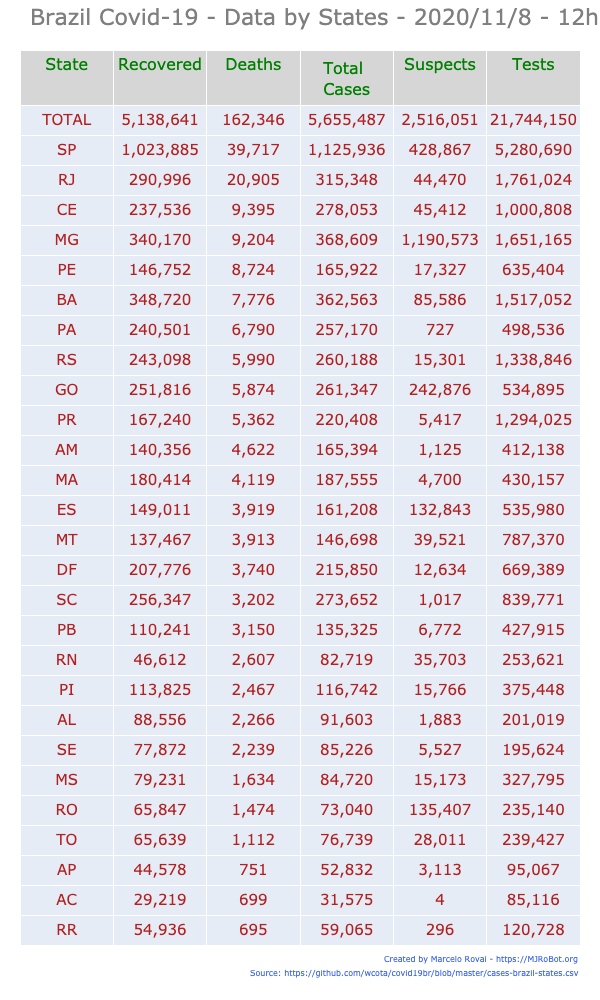 Brazil Covid-19 - Data by States - 2020/11/8 - 12h
State Recovered Deaths Total Cases Suspects Tests
TOTAL 5,138,641 162,346 5,655,487 2,516,051 21,744,150
SP 1,023,885 39,717 1,125,936 428,867 5,280,690
RJ 290,996 20,905 315,348 44,470 1,761,024
CE 237,536 9,395 278,053 45,412 1,000,808
MG 340,170 9,204 368,609 1,190,573 1,651,165
PE 146,752 8,724 165,922 17,327 635,404
BA 348,720 7,776 362,563 85,586 1,517,052
PA 240,501 6,790 257,170 727 498,536
RS 243,098 5,990 260,188 15,301 1,338,846
GO 251,816 5,874 261,347 242,876 534,895
PR 167,240 5,362 220,408 5,417 1,294,025
AM 140,356 4,622 165,394 1,125 412,138
MA 180,414 4,119 187,555 4,700 430,157
ES 149,011 3,919 161,208 132,843 535,980
MT 137,467 3,913 146,698 39,521 787,370
DF 207,776 3,740 215,850 12,634 669,389
SC 256,347 3,202 273,652 1,017 839,771
PB 110,241 3,150 135,325 6,772 427,915
RN 46,612 2,607 82,719 35,703 253,621
PI 113,825 2,467 116,742 15,766 375,448
AL 88,556 2,266 91,603 1,883 201,019
SE 77,872 2,239 85,226 5,527 195,624
MS 79,231 1,634 84,720 15,173 327,795
RO 65,847 1,474 73,040 135,407 235,140
TO 65,639 1,112 76,739 28,011 239,427
AP 44,578 751 52,832 3,113 95,067
AC 29,219 699 31,575 4 85,116
RR 54,936 695 59,065 296 120,728
Created by Marcelo Rovai - https://MJRoBot.org
Source: https://github.com/wcota/covid19br/blob/master/cases-brazil-states.csv